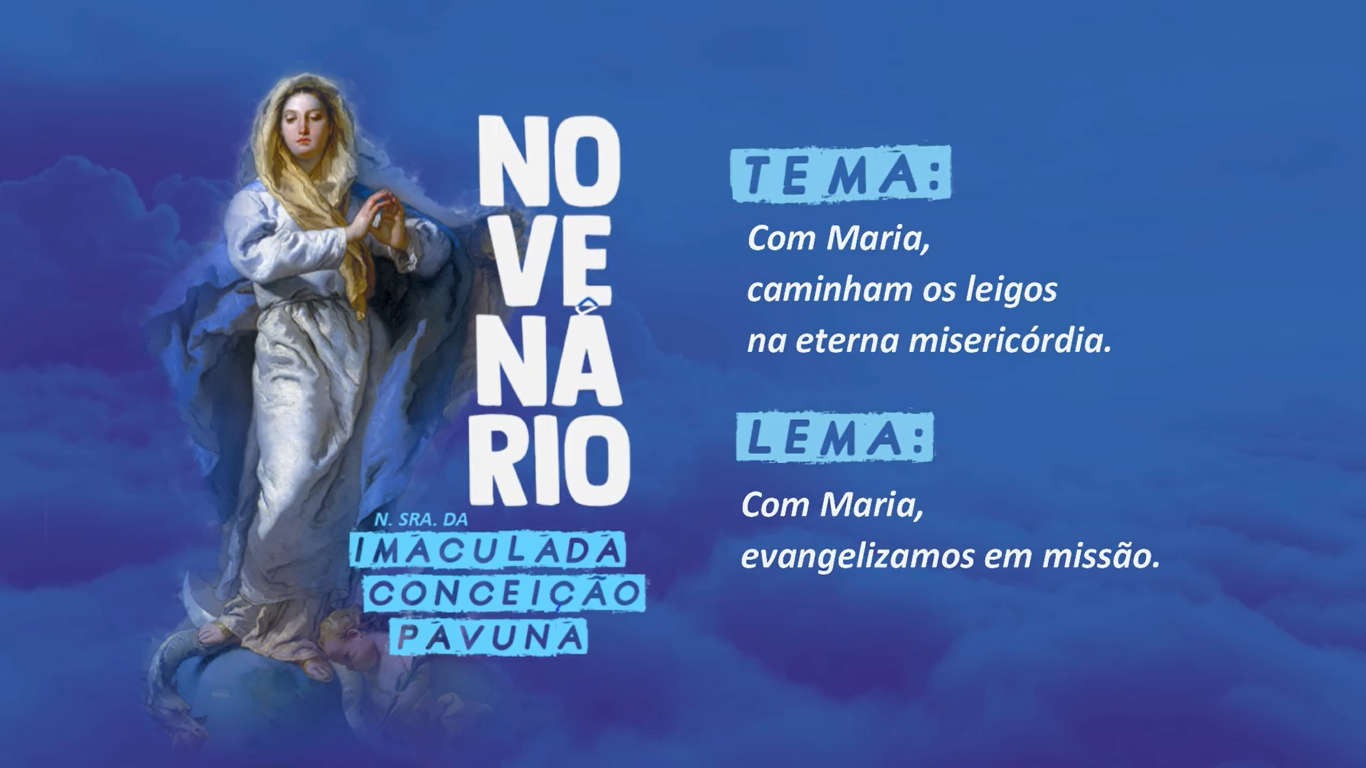 NO
VE
NÂ
RIO
N. SRA. DA
IMACULADA
CONCEIÇÃO
PAVUNA
TEMA:
Com Maria,
caminham os leigos
na eterna misericórdia.
LEMA:
Com Maria,
evangelizamos em missão.